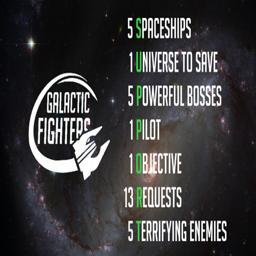 GALACTIC
FIGHTERS
5 SPACESHIPS
1 UNIVERSE TO SAVE
5 POWERFUL BOSSES
1 PILOT
1 OBJECTIVE
13 REQUESTS
5 TERRIFYING ENEMIES